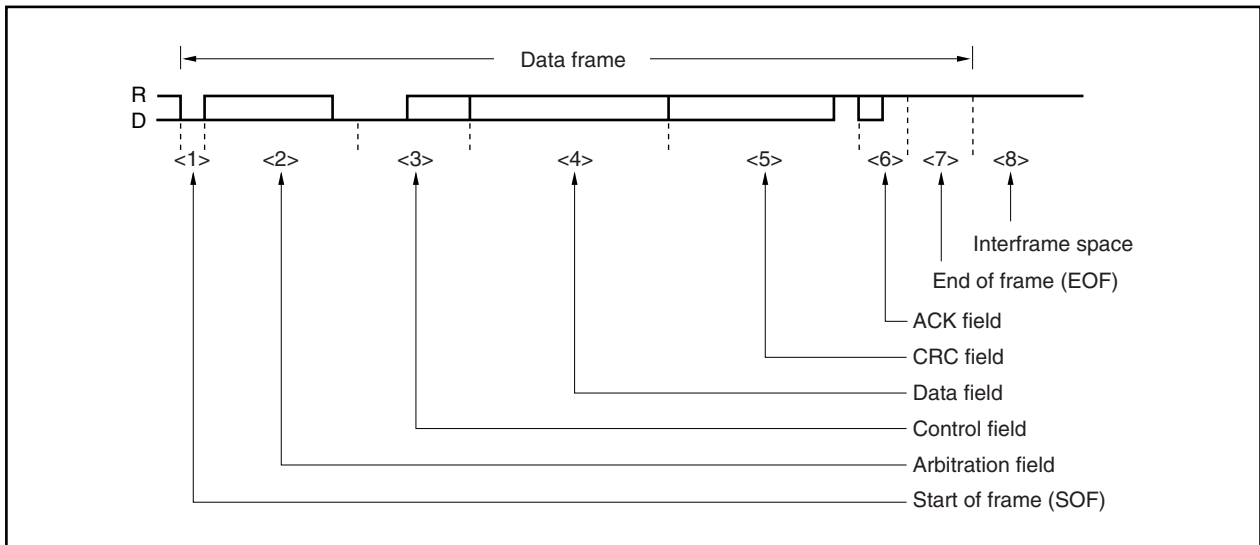 Data frame
R
D
<1> <2> <3> <4> <5> <6> <7> <8>
Interframe space
End of frame (EOF)
ACK field
CRC field
Data field
Control field
Arbitration field
Start of frame (SOF)